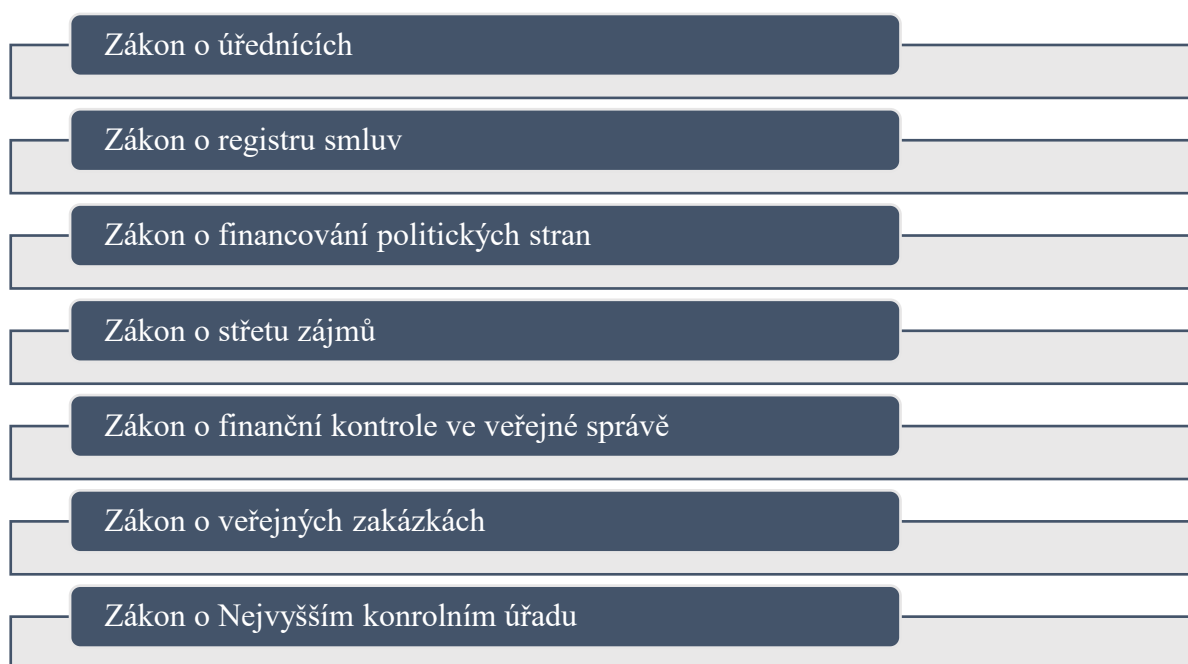 Zákon o úřednících
Zákon o registru smluv
Zákon o financování politických stran
Zákon o střetu zájmů
Zákon o finanční kontrole ve veřejné správě
Zákon o veřejných zakázkách
Zákon o Nejvyšším konrolním úřadu